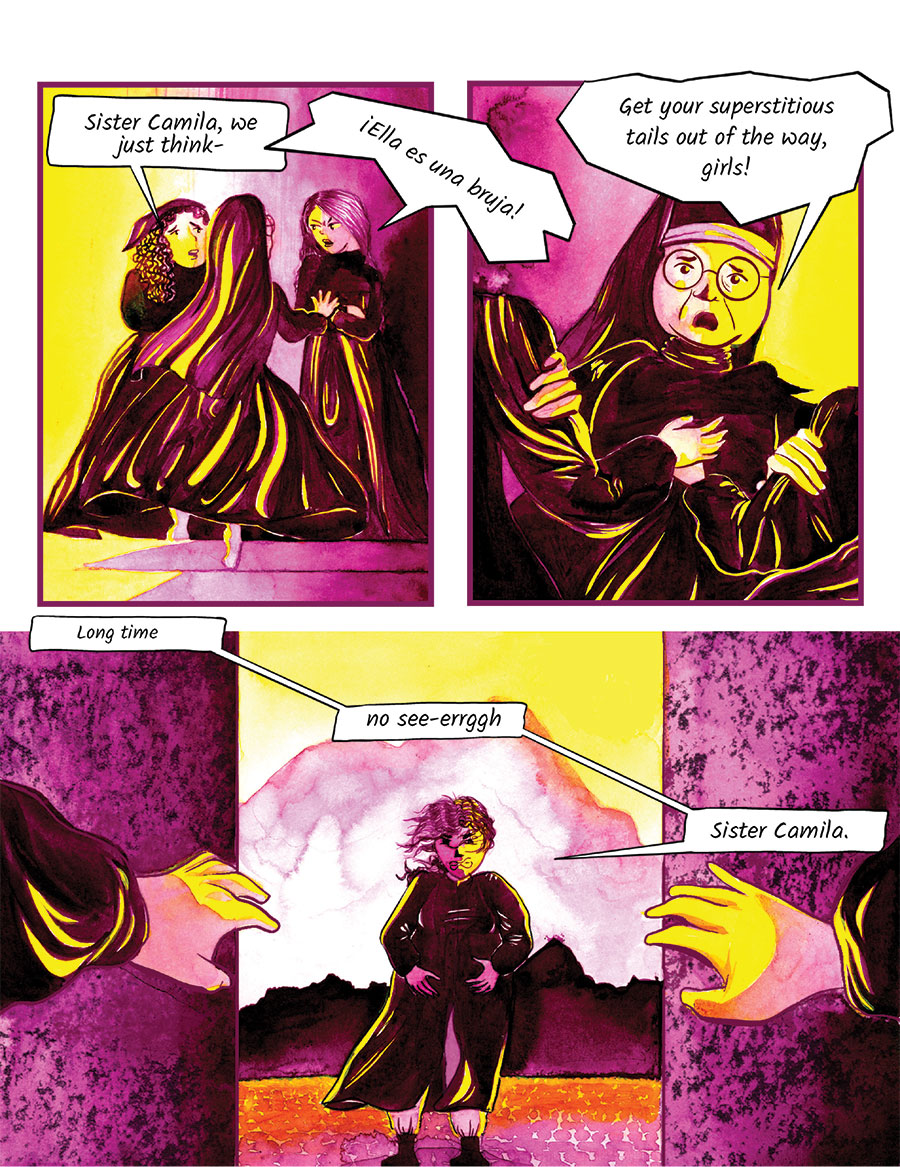 Sister Camila, we
just think-
¡Ella es una bruja!
Get your superstitious
tails out of the way,
girls!
Long time
no see-errggh
Sister Camila.